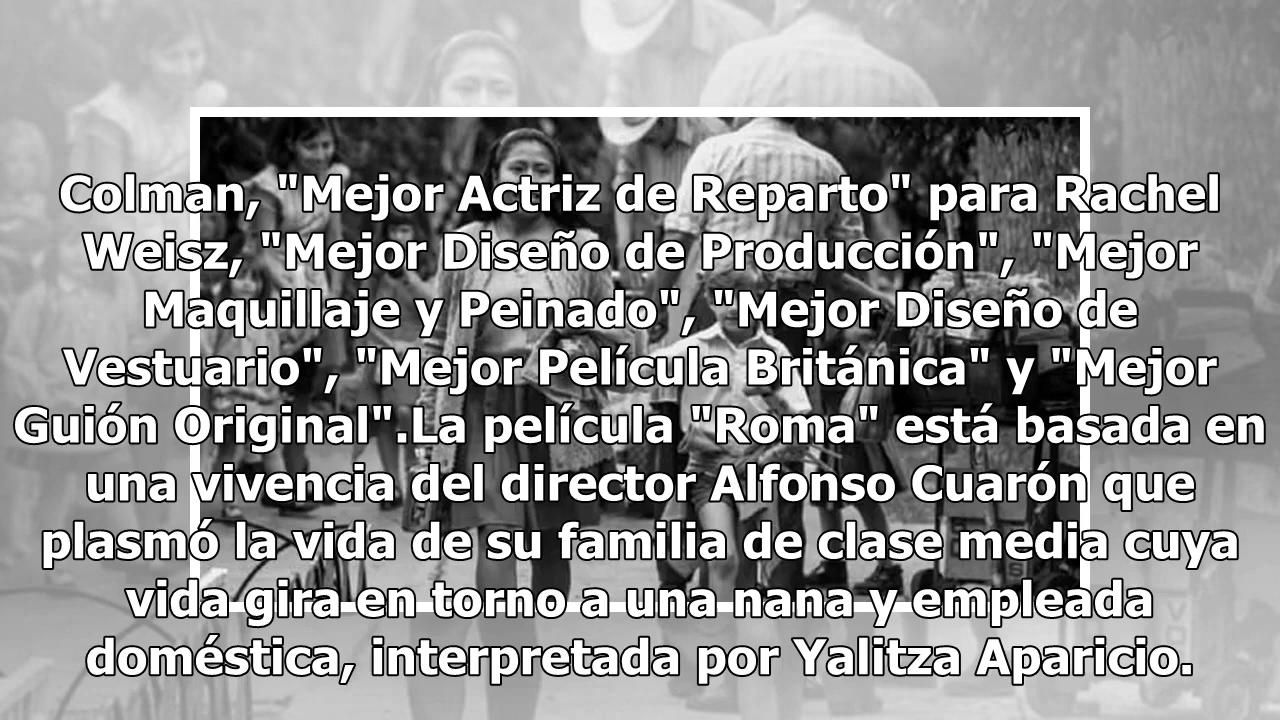 Colman, "Mejor Actriz de Reparto" para Rachel
Weisz, "Mejor Diseño de Producción", "Mejor
Maquillaje y Peinado", "Mejor Diseño de
Vestuario", "Mejor Película Británica" y "Mejor
Guión Original".La película "Roma" está basada en
una vivencia del director Alfonso Cuarón que
plasmó la vida de su familia de clase media cuya
vida gira en torno a una nana y empleada
doméstica, interpretada por Yalitza Aparicio.